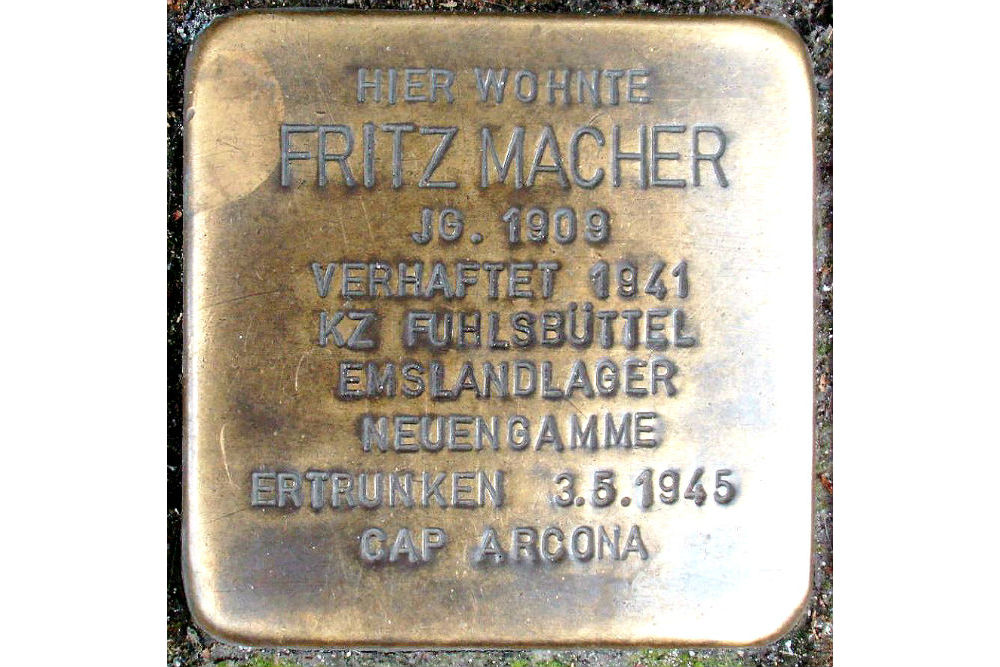 HIER WOHNTE
FRITZ MACHER
JG. 1909
VERHAFTET 1941
KZ FUHLSBÜTTEL
EMSLANDLAGER
NEUENGAMME
ERTRUNKEN 3.5.1945
CAP ARCONA